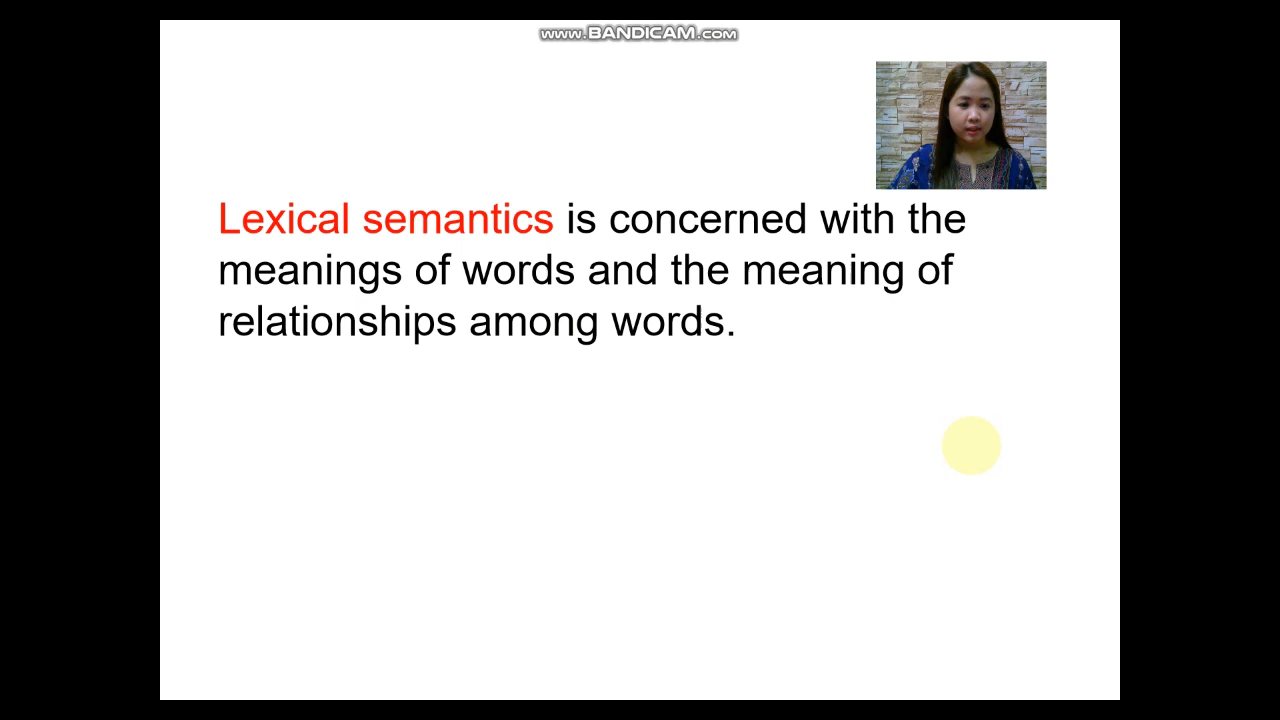 www.BANDICAM.com
Lexical semantics is concerned with the
meanings of words and the meaning of
relationships among words.